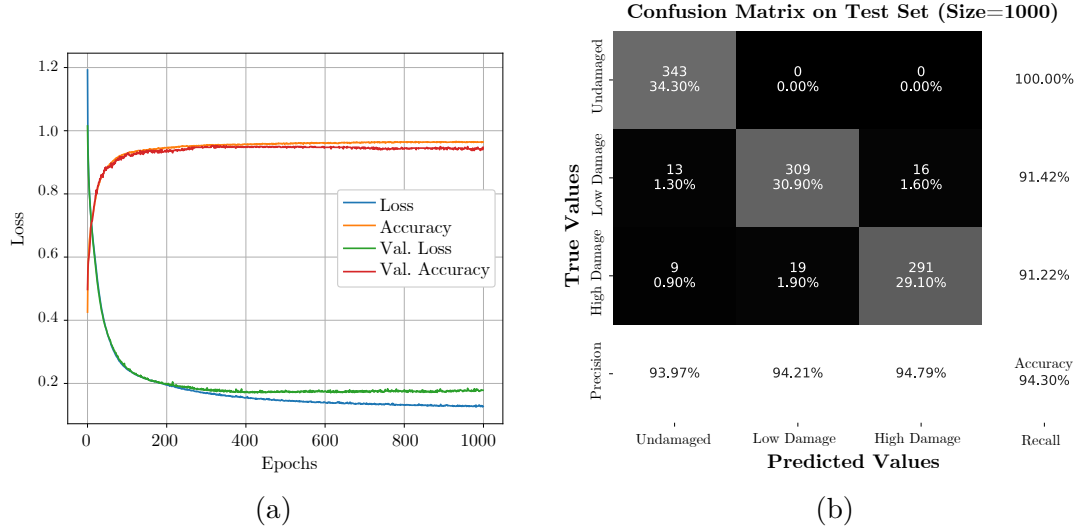 1.2
1.0
0.8
0.6
0.4
0.2
Loss
Loss
Accuracy
Val. Loss
Val. Accuracy
0 200 400 600 800 1000
Epochs
(a)
Confusion Matrix on Test Set (Size=1000)
True Values
Undamaged
343 0 0
34.30% 0.00% 0.00%
100.00%
Low Damage
13 309 16
1.30% 30.90% 1.60%
91.42%
High Damage
9 19 291
0.90% 1.90% 29.10%
91.22%
Precision
93.97% 94.21% 94.79%
Accuracy
94.30%
Undamaged Low Damage High Damage Recall
Predicted Values
(b)